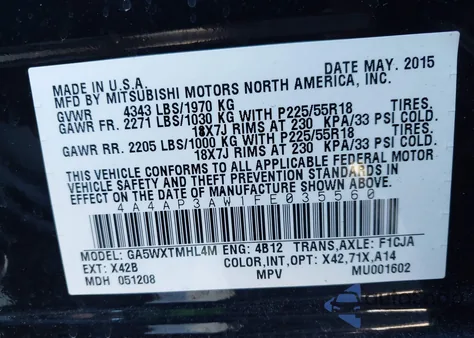 MADE IN U.S.A. DATE MAY. 2015
MFD BY MITSUBISHI MOTORS NORTH AMERICA, INC.
GVWR 4343 LBS/1970 KG
GAWR FR. 2271 LBS/1030 KG WITH P225/55R18 TIRES,
18X7J RIMS AT 230 KPA/33 PSI COLD.
GAWR RR. 2205 LBS/1000 KG WITH P225/55R18 TIRES,
18X7J RIMS AT 230 KPA/33 PSI COLD.
THIS VEHICLE CONFORMS TO ALL APPLICABLE FEDERAL MOTOR
VEHICLE SAFETY AND THEFT PREVENTION STANDARDS IN
EFFECT ON THE DATE OF MANUFACTURE SHOWN ABOVE.
4A4AP3AW1FE035560
MODEL: GA5WXTMHL4M ENG: 4B12 TRANS,AXLE: F1CJA
EXT: X42B COLOR,INT,OPT: X42,71X,A14
MDH 051208 MPV MU001602